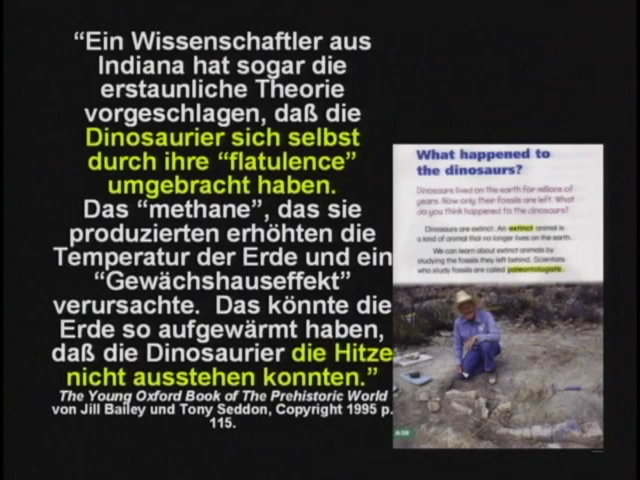 “Ein Wissenschaftler aus
Indiana hat sogar die
erstaunliche Theorie
vorgeschlagen, daß die
Dinosaurier sich selbst
durch ihre “flatulence”
umgebracht haben.
Das “methane”, das sie
produzierten erhöhten die
Temperatur der Erde und ein
“Gewächshauseffekt”
verursachte. Das könnte die
Erde so aufgewärmt haben,
daß die Dinosaurier die Hitze
nicht ausstehen konnten.”
The Young Oxford Book of The Prehistoric World
von Jill Bailey und Tony Seddon, Copyright 1995 p.
115.
What happened to
the dinosaurs?
Dinosaurs lived on the earth for millions of
years. Now only their fossils are left. What
do you think happened to the dinosaurs?
Dinosaurs are extinct. An extinct animal is
a kind of animal that no longer lives on the earth.
We can learn about extinct animals by
studying the fossils they left behind. Scientists
who study fossils are called paleontologists.